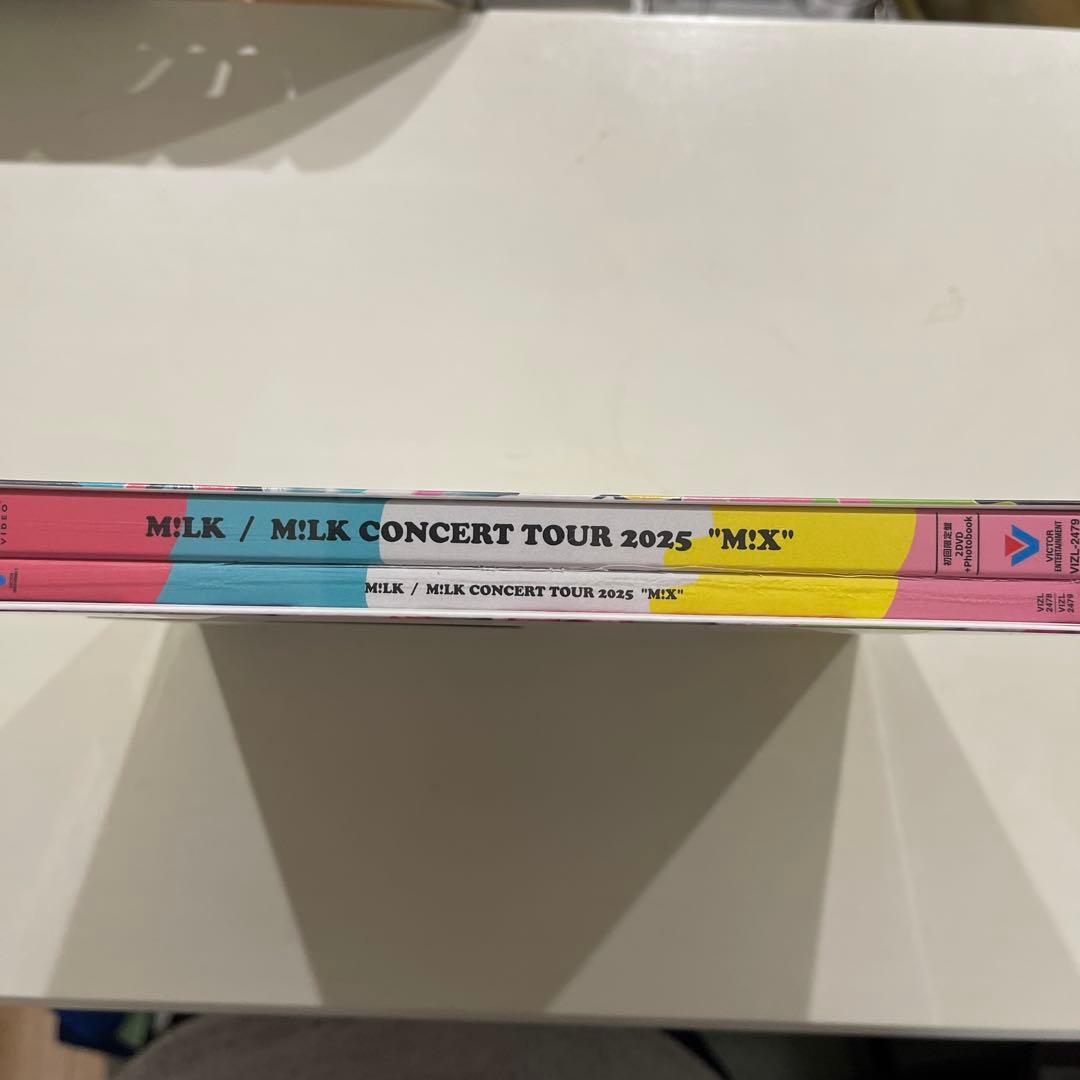 VIDEO
M!LK / M!LK CONCERT TOUR 2025 "M!X"
初回限定盤
2DVD
+Photobook
VICTOR
ENTERTAINMENT
VIZL-2479
M!LK / M!LK CONCERT TOUR 2025 "M!X"
VIZL
2478
VIZL
2479